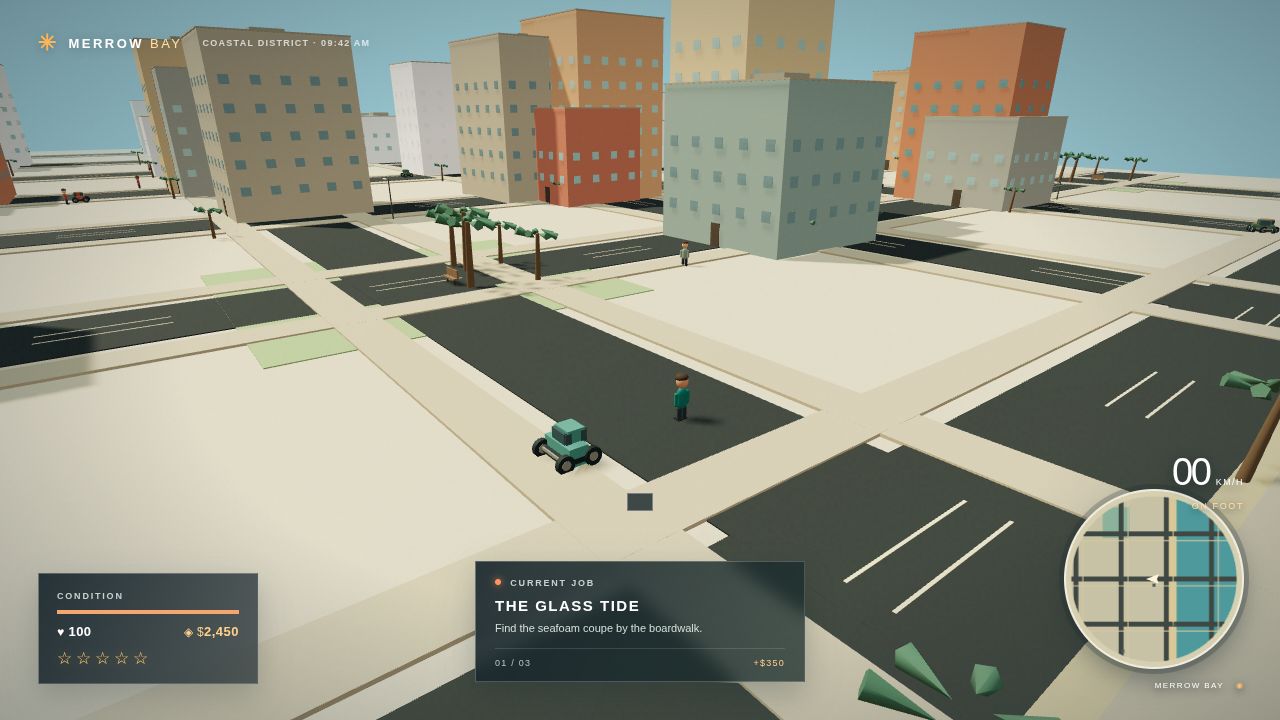 MERROW BAY COASTAL DISTRICT · 09:42 AM
00 KM/H
ON FOOT
CONDITION
♥ 100 ◈ $2,450
☆☆☆☆☆
CURRENT JOB
THE GLASS TIDE
Find the seafoam coupe by the boardwalk.
01 / 03 +$350
MERROW BAY